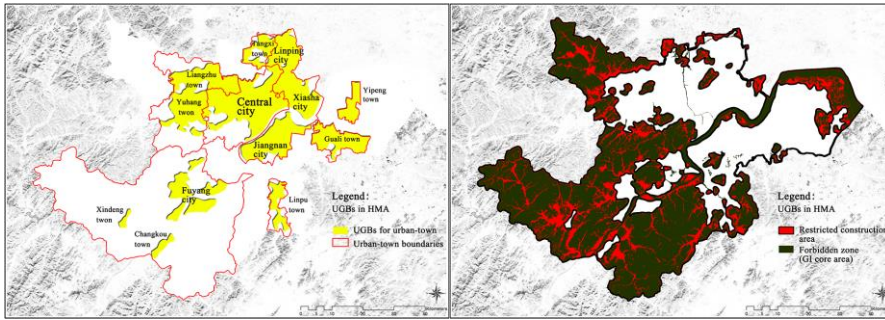 Tangxi
town
Linping
city
Liangzhu
town
Yuhang
twon
Central
city
Xiasha
city
Yipeng
town
Jiangnan
city
Guali town
Fuyang
city
Xindeng
twon
Changkou
town
Linpu
town
Legend:
UGBs in HMA
UGBs for urban-town
Urban-town boundaries
Legend:
UGBs in HMA
Restricted construction
area
Forbidden zone
(GI core area)